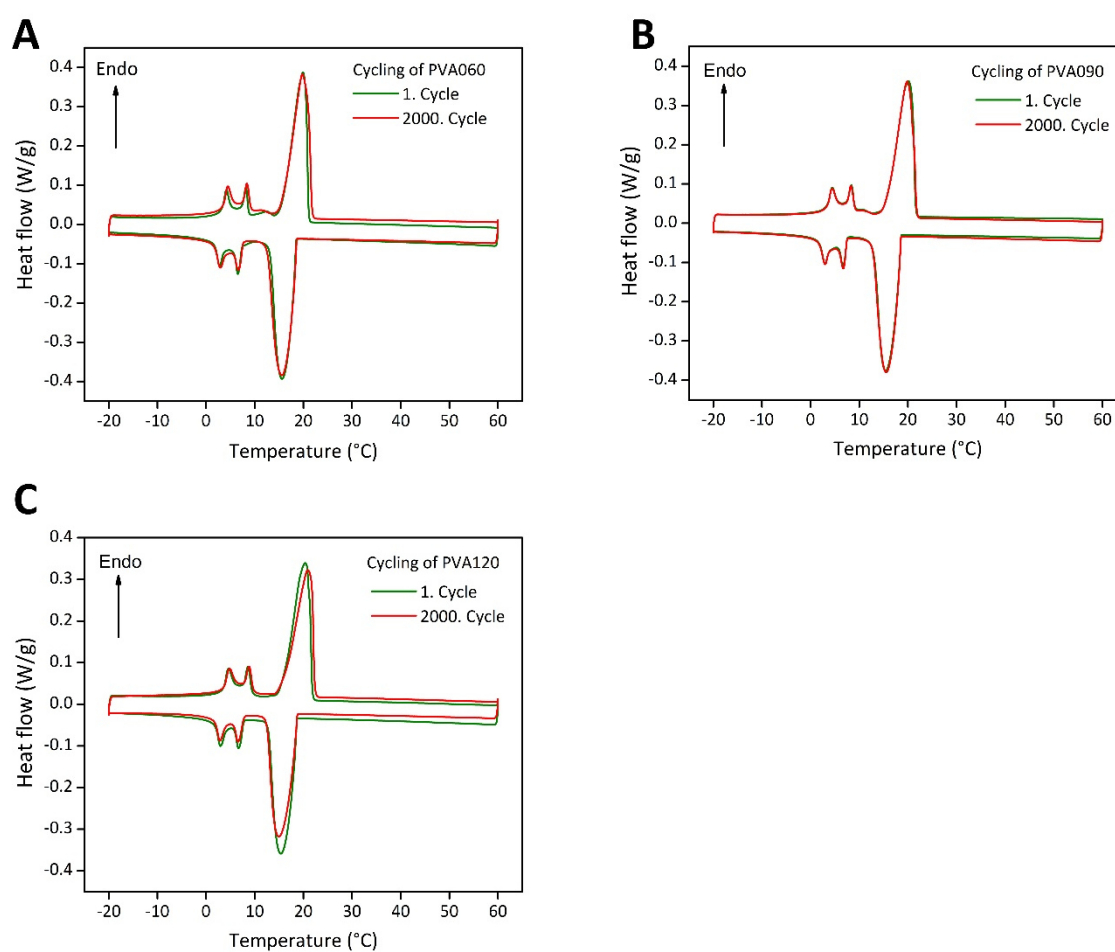 A
Endo
Cycling of PVA060
1. Cycle
2000. Cycle
0.4
0.3
0.2
0.1
0.0
-0.1
-0.2
-0.3
-0.4
Heat flow (W/g)
-20 -10 0 10 20 30 40 50 60
Temperature (°C)
B
Endo
Cycling of PVA090
1. Cycle
2000. Cycle
0.4
0.3
0.2
0.1
0.0
-0.1
-0.2
-0.3
-0.4
Heat flow (W/g)
-20 -10 0 10 20 30 40 50 60
Temperature (°C)
C
Endo
Cycling of PVA120
1. Cycle
2000. Cycle
0.4
0.3
0.2
0.1
0.0
-0.1
-0.2
-0.3
-0.4
Heat flow (W/g)
-20 -10 0 10 20 30 40 50 60
Temperature (°C)